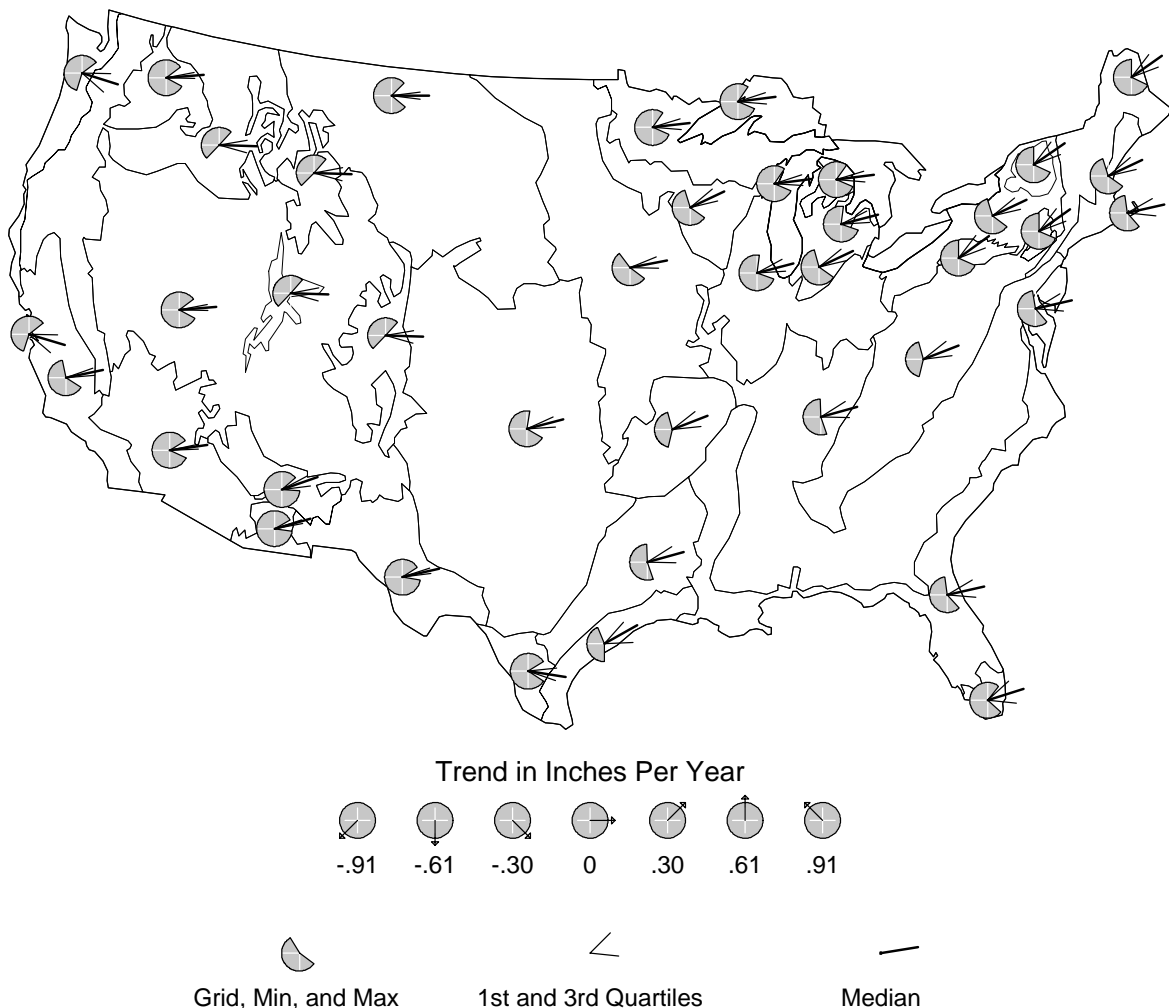 Trend in Inches Per Year
-.91 -.61 -.30 0 .30 .61 .91
Grid, Min, and Max 1st and 3rd Quartiles Median